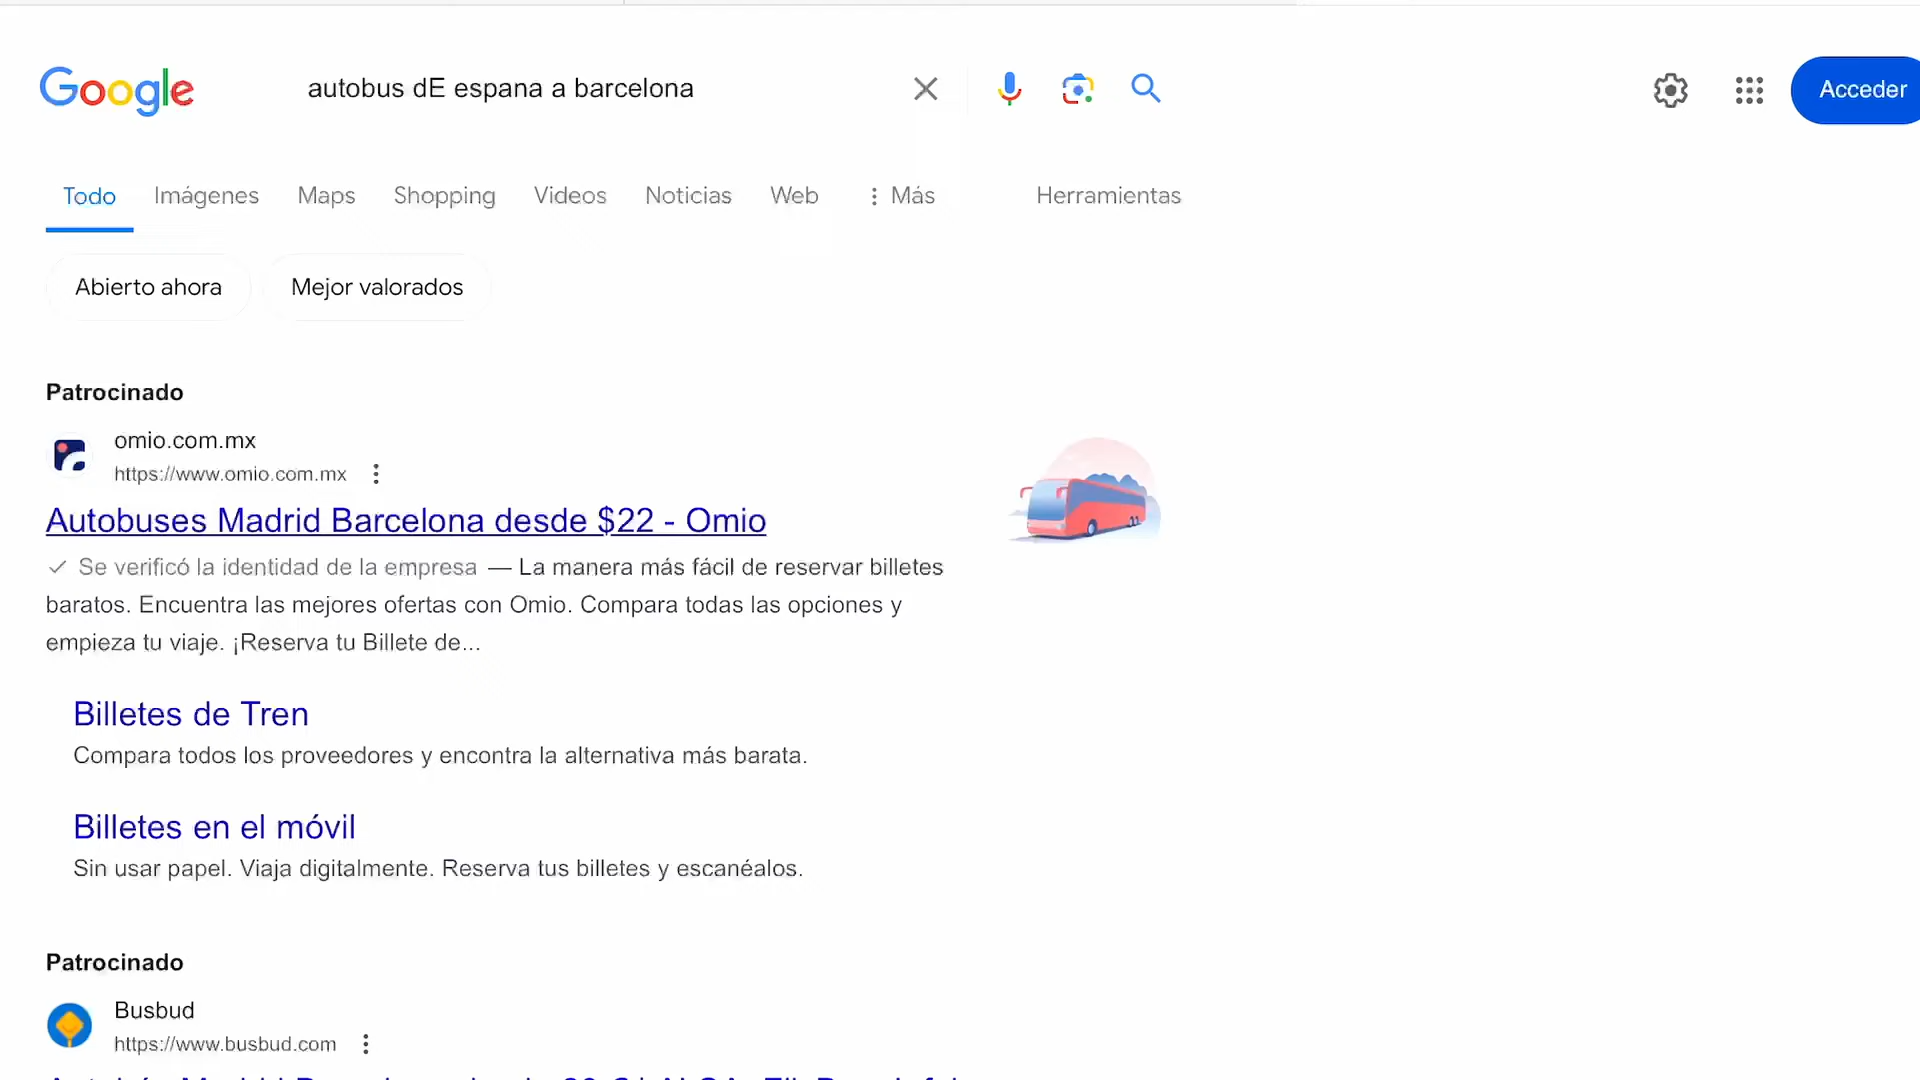 Google
autobus dE espana a barcelona
Acceder
Todo Imágenes Maps Shopping Videos Noticias Web Más Herramientas
Abierto ahora Mejor valorados
Patrocinado
omio.com.mx
https://www.omio.com.mx
Autobuses Madrid Barcelona desde $22 - Omio
Se verificó la identidad de la empresa — La manera más fácil de reservar billetes
baratos. Encuentra las mejores ofertas con Omio. Compara todas las opciones y
empieza tu viaje. ¡Reserva tu Billete de...
Billetes de Tren
Compara todos los proveedores y encontra la alternativa más barata.
Billetes en el móvil
Sin usar papel. Viaja digitalmente. Reserva tus billetes y escanéalos.
Patrocinado
Busbud
https://www.busbud.com